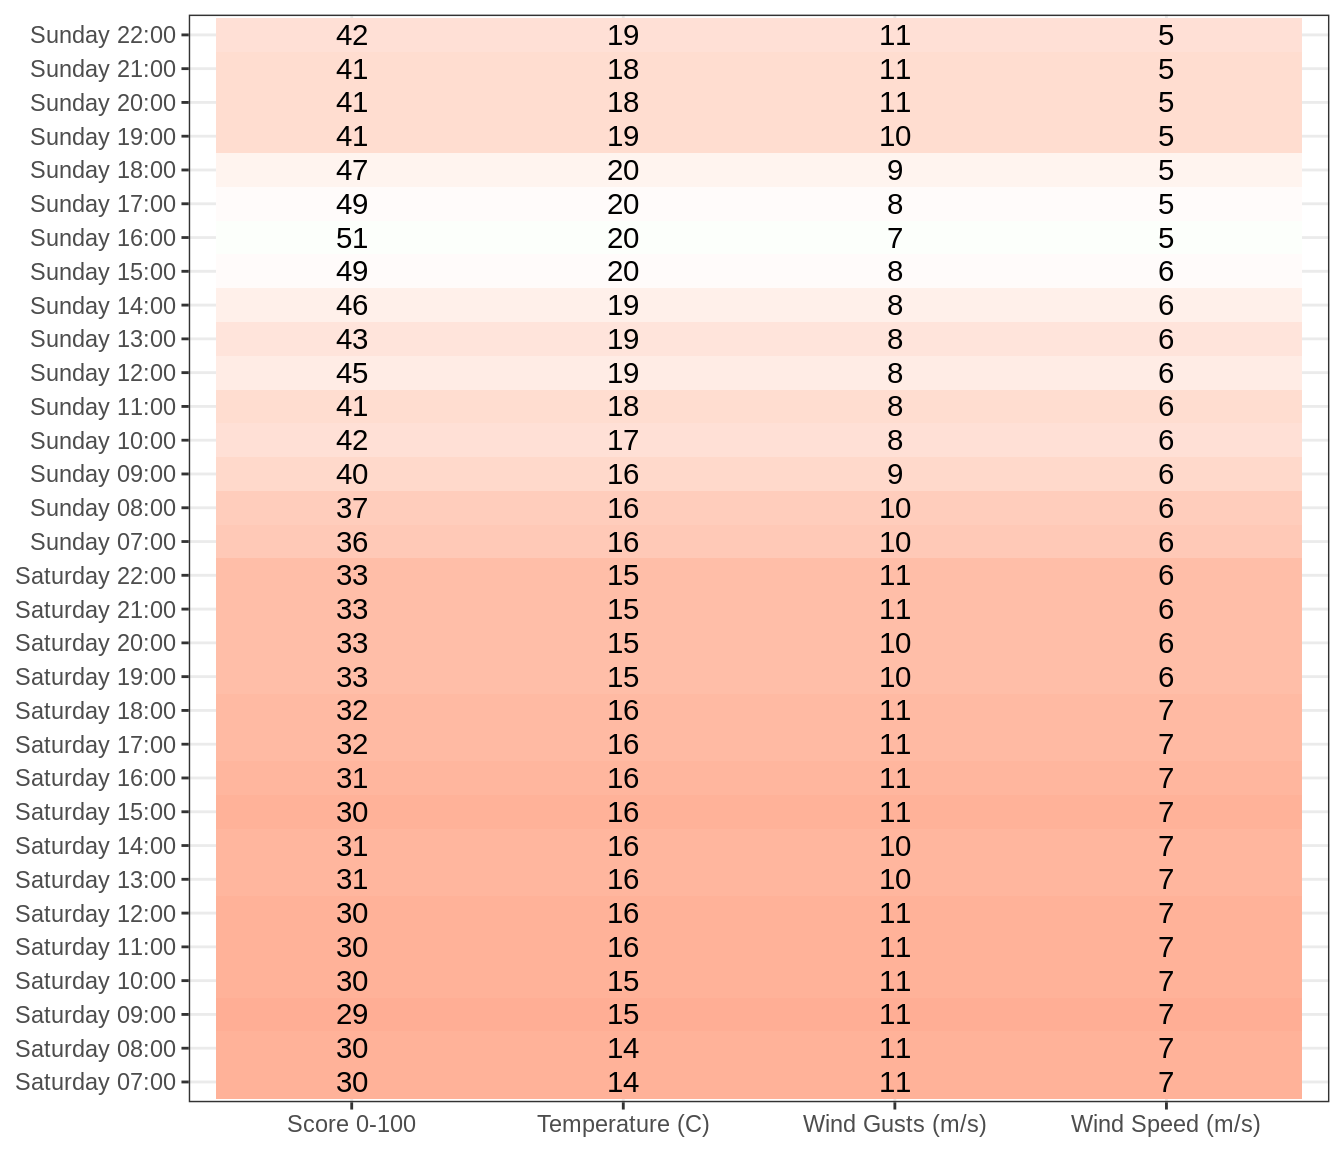 Sunday 22:00 42 19 11 5
Sunday 21:00 41 18 11 5
Sunday 20:00 41 18 11 5
Sunday 19:00 41 19 10 5
Sunday 18:00 47 20 9 5
Sunday 17:00 49 20 8 5
Sunday 16:00 51 20 7 5
Sunday 15:00 49 20 8 6
Sunday 14:00 46 19 8 6
Sunday 13:00 43 19 8 6
Sunday 12:00 45 19 8 6
Sunday 11:00 41 18 8 6
Sunday 10:00 42 17 8 6
Sunday 09:00 40 16 9 6
Sunday 08:00 37 16 10 6
Sunday 07:00 36 16 10 6
Saturday 22:00 33 15 11 6
Saturday 21:00 33 15 11 6
Saturday 20:00 33 15 10 6
Saturday 19:00 33 15 10 6
Saturday 18:00 32 16 11 7
Saturday 17:00 32 16 11 7
Saturday 16:00 31 16 11 7
Saturday 15:00 30 16 11 7
Saturday 14:00 31 16 10 7
Saturday 13:00 31 16 10 7
Saturday 12:00 30 16 11 7
Saturday 11:00 30 16 11 7
Saturday 10:00 30 15 11 7
Saturday 09:00 29 15 11 7
Saturday 08:00 30 14 11 7
Saturday 07:00 30 14 11 7
Score 0-100 Temperature (C) Wind Gusts (m/s) Wind Speed (m/s)